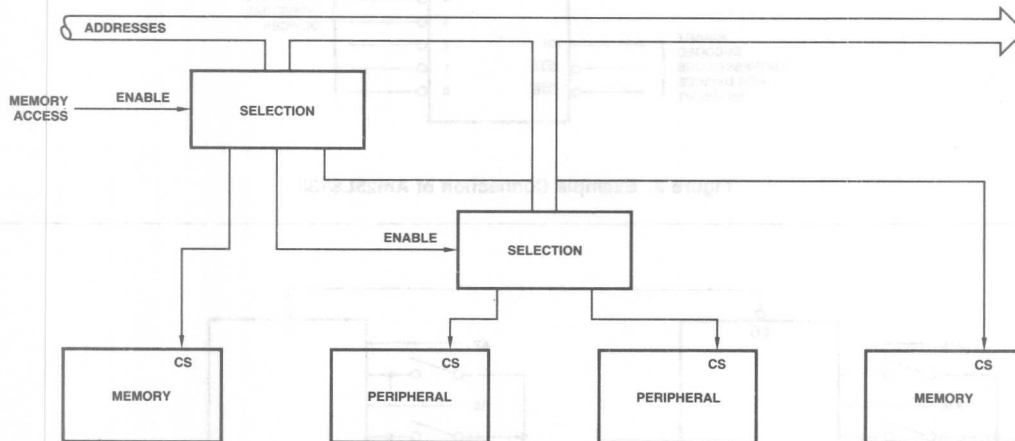 ADDRESSES
MEMORY
ACCESS
ENABLE
SELECTION
ENABLE
SELECTION
CS
MEMORY
CS
PERIPHERAL
CS
PERIPHERAL
CS
MEMORY